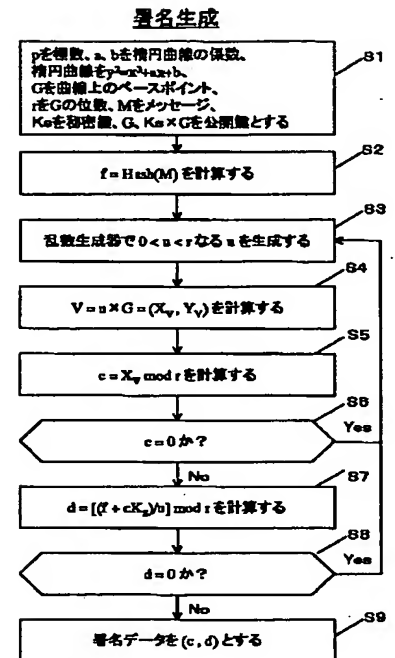 署名生成
S1
pを標数、a、bを楕円曲線の係数、
楕円曲線をy²=x³+ax+b、
Gを曲線上のベースポイント、
rをGの位数、Mをメッセージ、
Ksを秘密鍵、G、Ks×Gを公開鍵とする
S2
f = Hash(M) を計算する
S3
乱数生成器で 0 < u < r なる u を生成する
S4
V = u × G = (Xᵥ, Yᵥ) を計算する
S5
c = Xᵥ mod r を計算する
S6
c = 0 か？
Yes
No
S7
d = [(f + cKₛ)/u] mod r を計算する
S8
d = 0 か？
Yes
No
S9
署名データを (c , d) とする